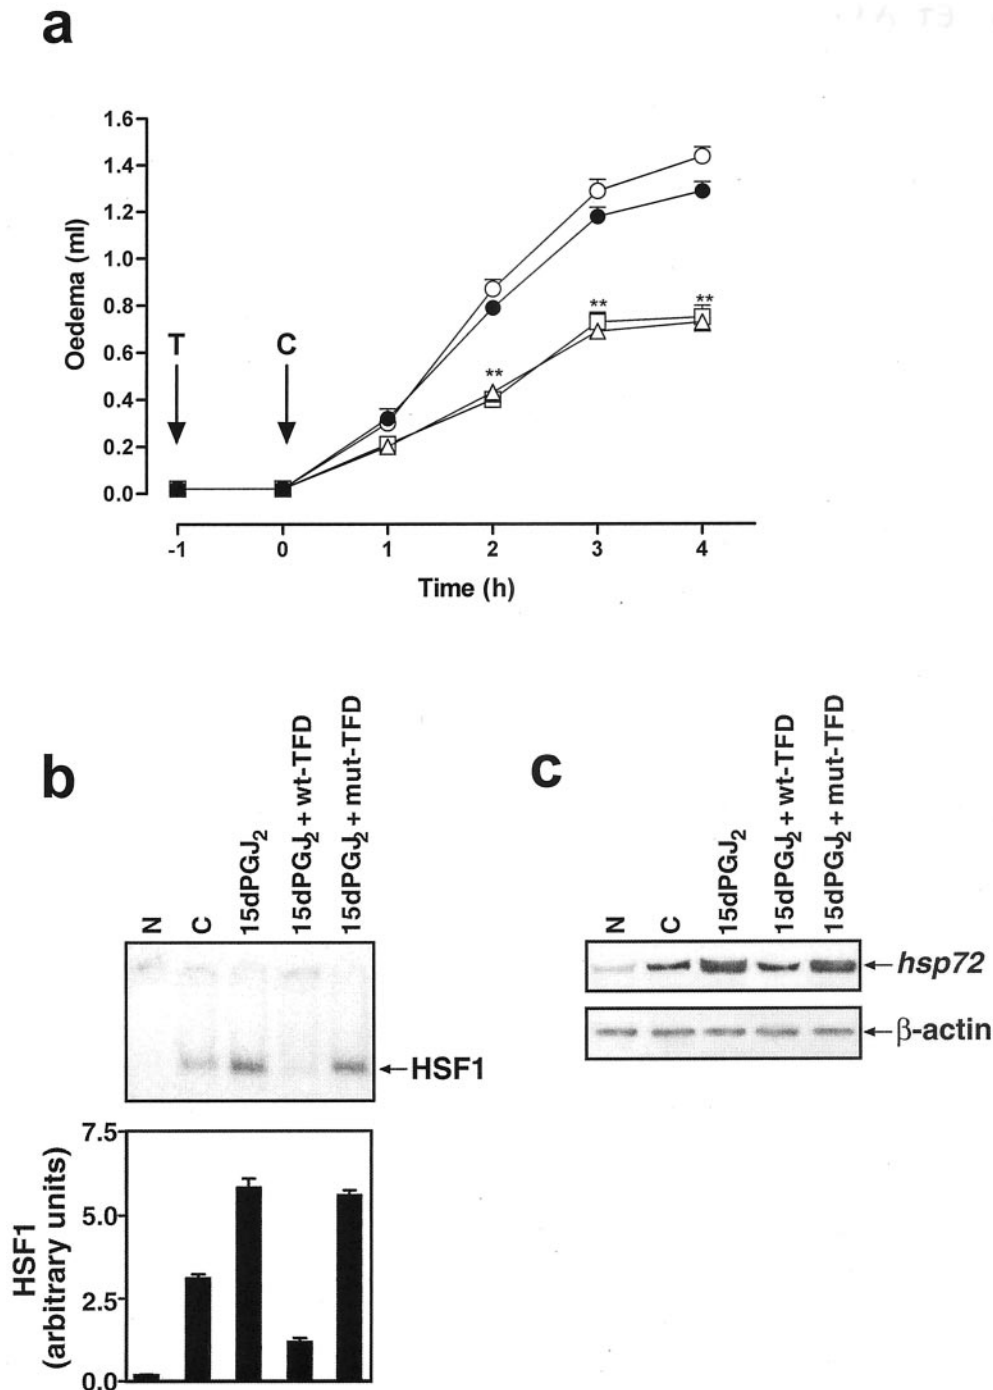 a
1.6
1.4
1.2
1.0
0.8
0.6
0.4
0.2
0.0
Oedema (ml)
T
C
**
**
**
-1
0
1
2
3
4
Time (h)
b
N
C
15dPGJ2
15dPGJ2 + wt-TFD
15dPGJ2 + mut-TFD
HSF1
7.5
5.0
2.5
0.0
HSF1
(arbitrary units)
c
N
C
15dPGJ2
15dPGJ2 + wt-TFD
15dPGJ2 + mut-TFD
hsp72
β-actin